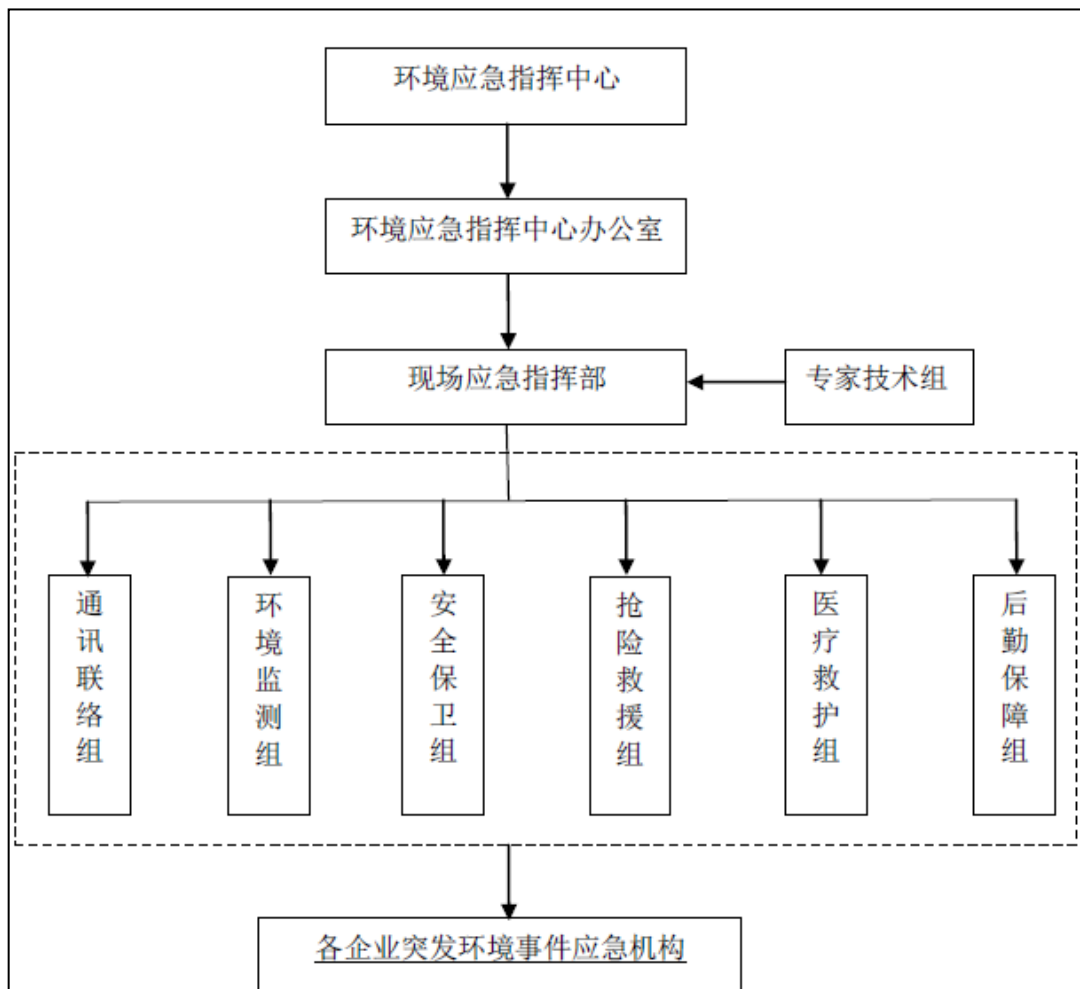 环境应急指挥中心
环境应急指挥中心办公室
现场应急指挥部
专家技术组
通讯联络组
环境监测组
安全保卫组
抢险救援组
医疗救护组
后勤保障组
各企业突发环境事件应急机构